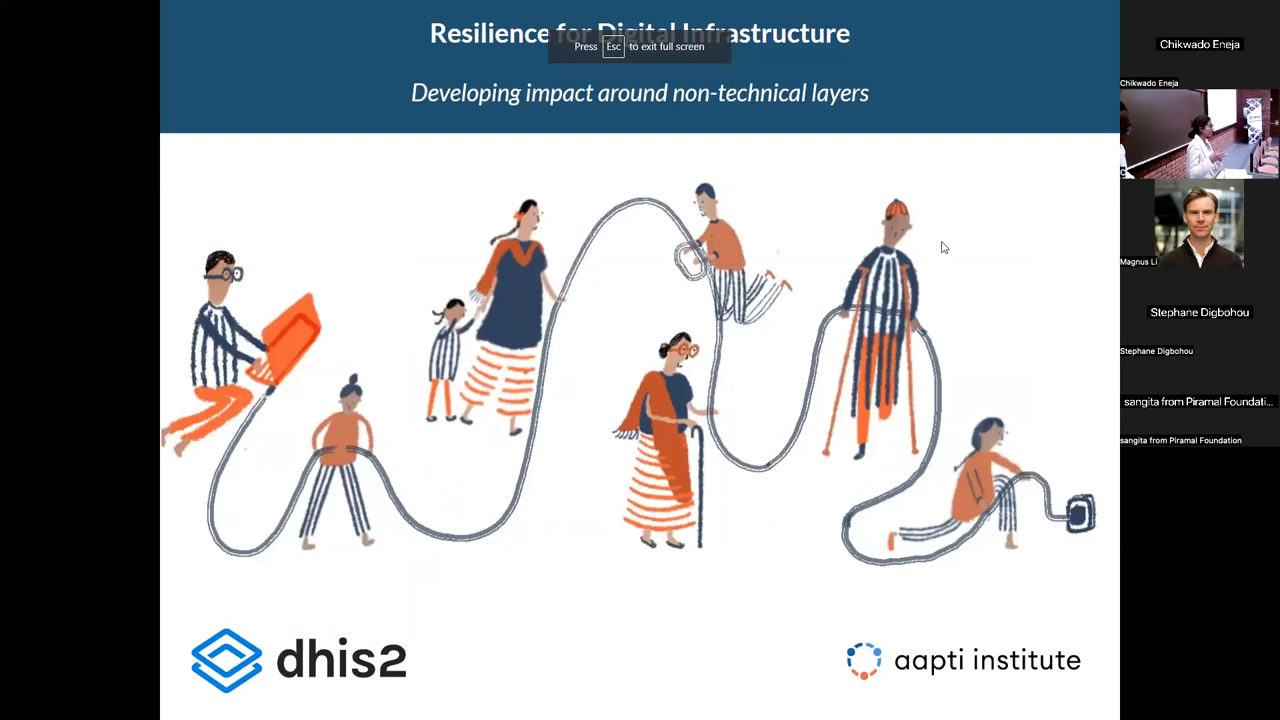 Resilience for Digital Infrastructure
Press Esc to exit full screen
Developing impact around non-technical layers
dhis2
aapti institute
Chikwado Eneja
Chikwado Eneja
Magnus Li
Stephane Digbohou
Stephane Digbohou
sangita from Piramal Foundati...
sangita from Piramal Foundation